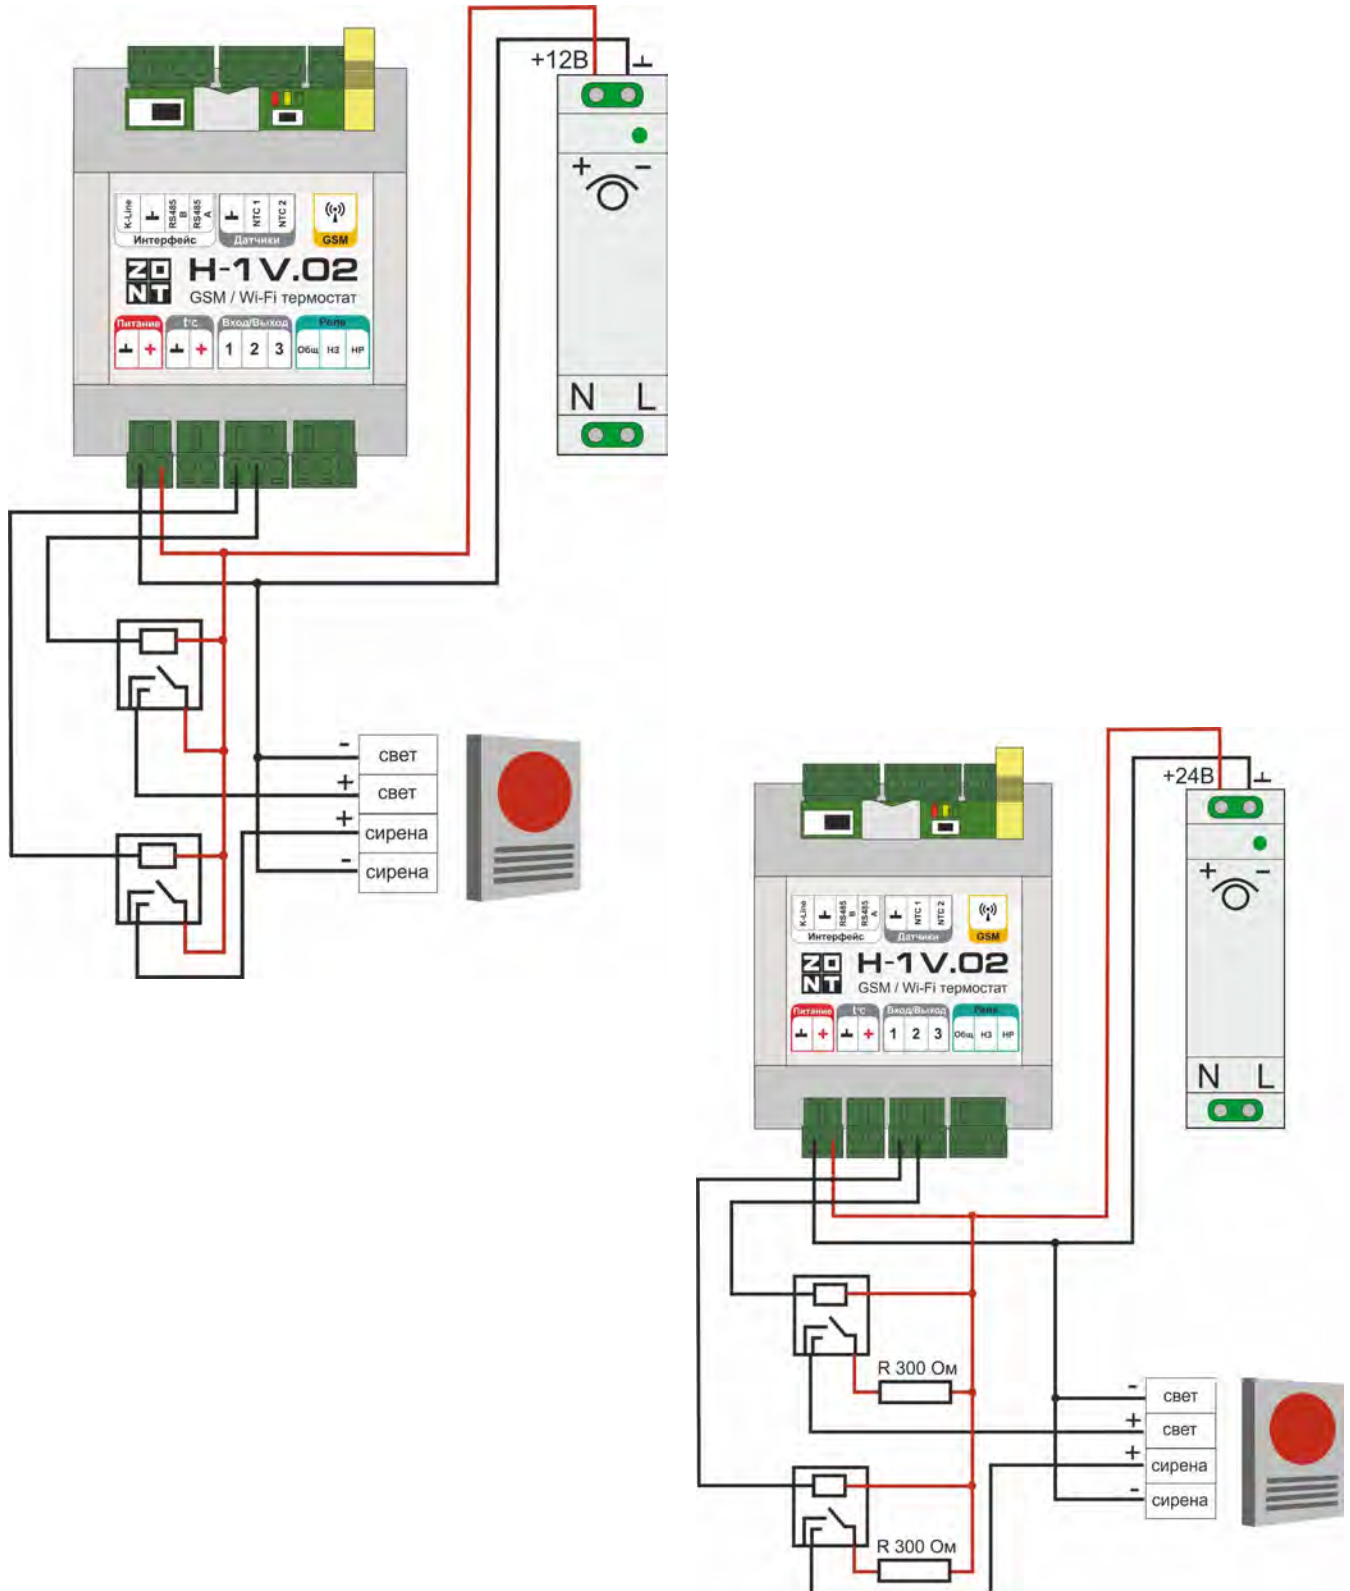 +12В
+ -
K-Line
RS485 B
RS485 A
NTC 1
NTC 2
Интерфейс
Датчики
GSM
ZONT
H-1V.02
GSM / Wi-Fi термостат
Питание
t°C
Вход/Выход
Реле
+
+
1 2 3
Общ НЗ НР
N L
- свет
+ свет
+ сирена
- сирена
+24В
+ -
K-Line
RS485 B
RS485 A
NTC 1
NTC 2
Интерфейс
Датчики
GSM
ZONT
H-1V.02
GSM / Wi-Fi термостат
Питание
t°C
Вход/Выход
Реле
+
+
1 2 3
Общ НЗ НР
N L
R 300 Ом
- свет
+ свет
+ сирена
- сирена
R 300 Ом